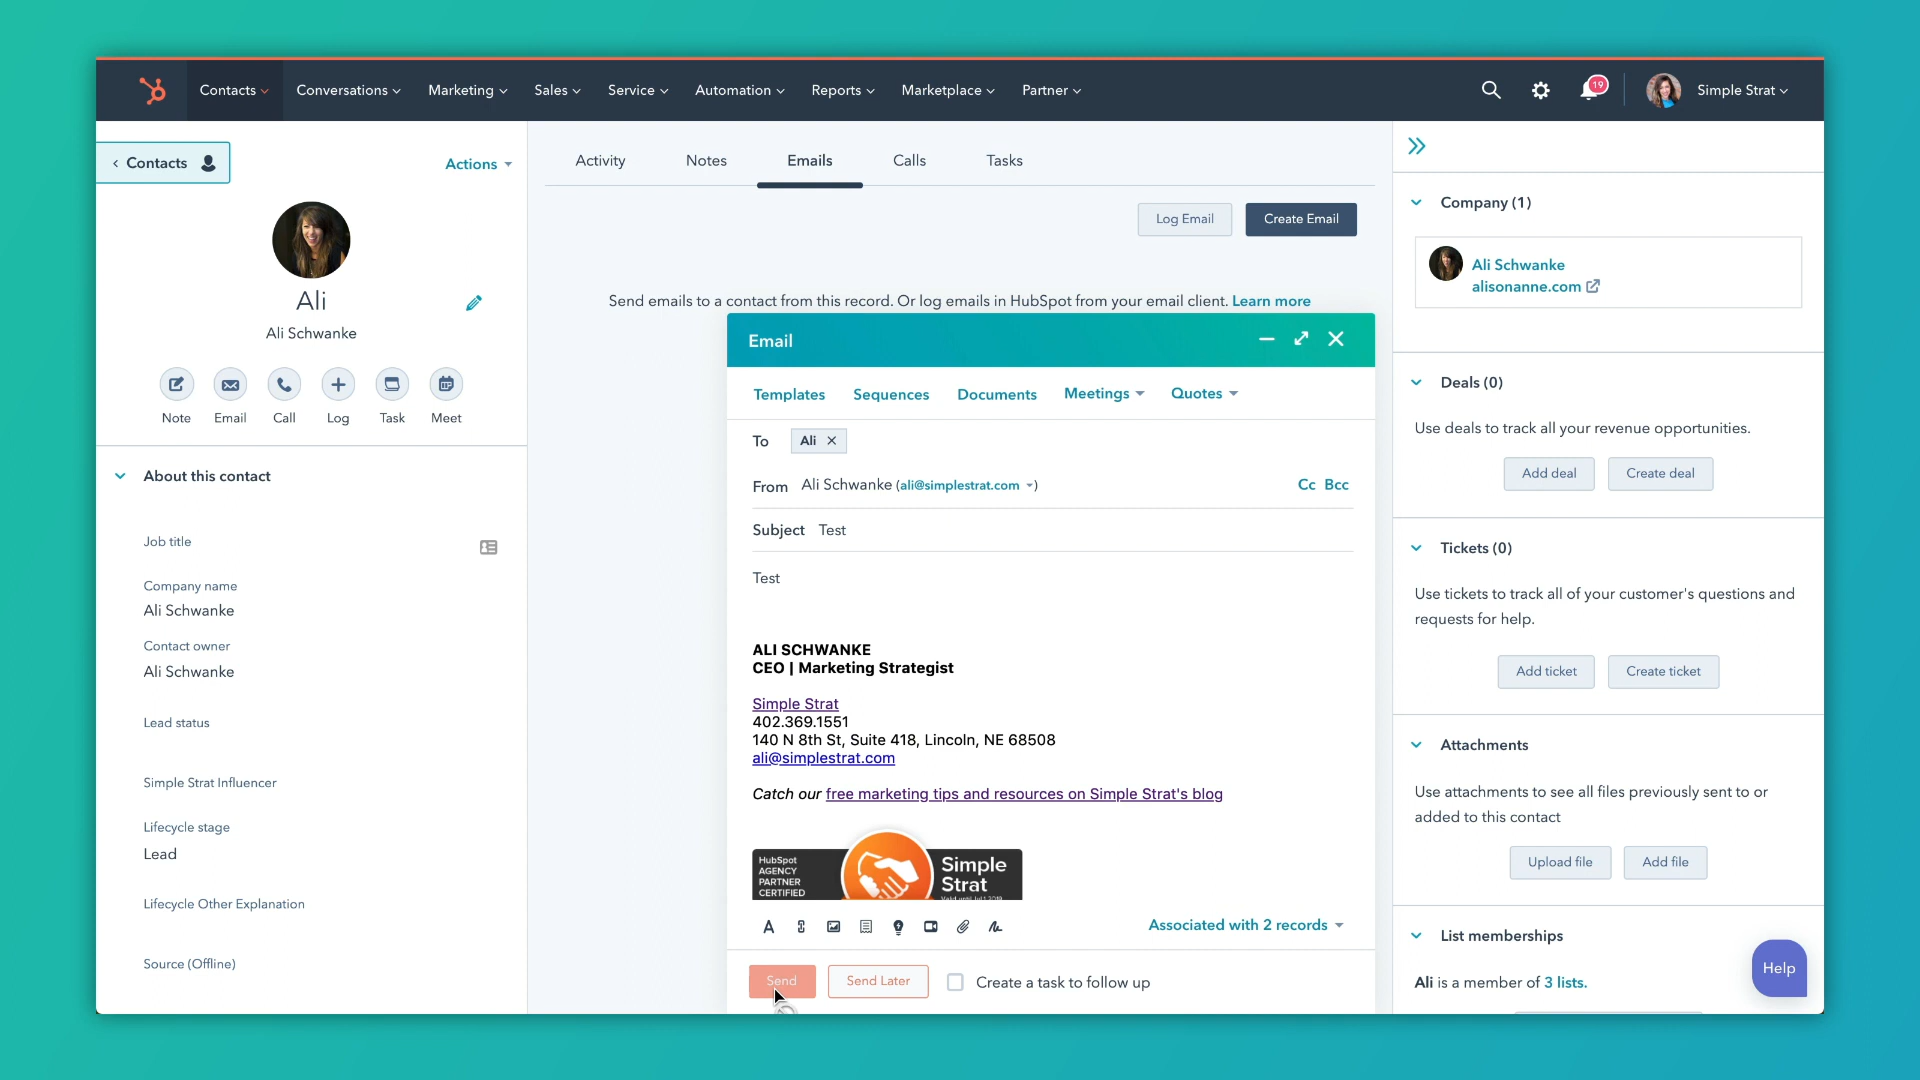 Contacts
Conversations
Marketing
Sales
Service
Automation
Reports
Marketplace
Partner
19
Simple Strat
Contacts
Actions
Ali
Ali Schwanke
Note
Email
Call
Log
Task
Meet
About this contact
Job title
Company name
Ali Schwanke
Contact owner
Ali Schwanke
Lead status
Simple Strat Influencer
Lifecycle stage
Lead
Lifecycle Other Explanation
Source (Offline)
Activity
Notes
Emails
Calls
Tasks
Log Email
Create Email
Send emails to a contact from this record. Or log emails in HubSpot from your email client. Learn more
Email
Templates
Sequences
Documents
Meetings
Quotes
To Ali
From Ali Schwanke (ali@simplestrat.com )
Cc Bcc
Subject Test
Test
ALI SCHWANKE
CEO | Marketing Strategist
Simple Strat
402.369.1551
140 N 8th St, Suite 418, Lincoln, NE 68508
ali@simplestrat.com
Catch our free marketing tips and resources on Simple Strat's blog
HubSpot
AGENCY
PARTNER
CERTIFIED
Simple
Strat
Valid until Jul 1 2019
Associated with 2 records
Send
Send Later
Create a task to follow up
Company (1)
Ali Schwanke
alisonanne.com
Deals (0)
Use deals to track all your revenue opportunities.
Add deal
Create deal
Tickets (0)
Use tickets to track all of your customer's questions and
requests for help.
Add ticket
Create ticket
Attachments
Use attachments to see all files previously sent to or
added to this contact
Upload file
Add file
List memberships
Ali is a member of 3 lists.
Help